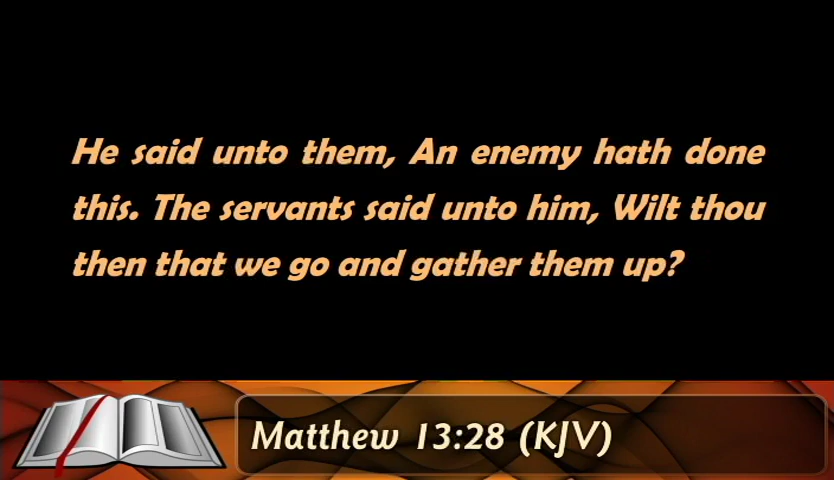 He said unto them, An enemy hath done
this. The servants said unto him, Wilt thou
then that we go and gather them up?
Matthew 13:28 (KJV)